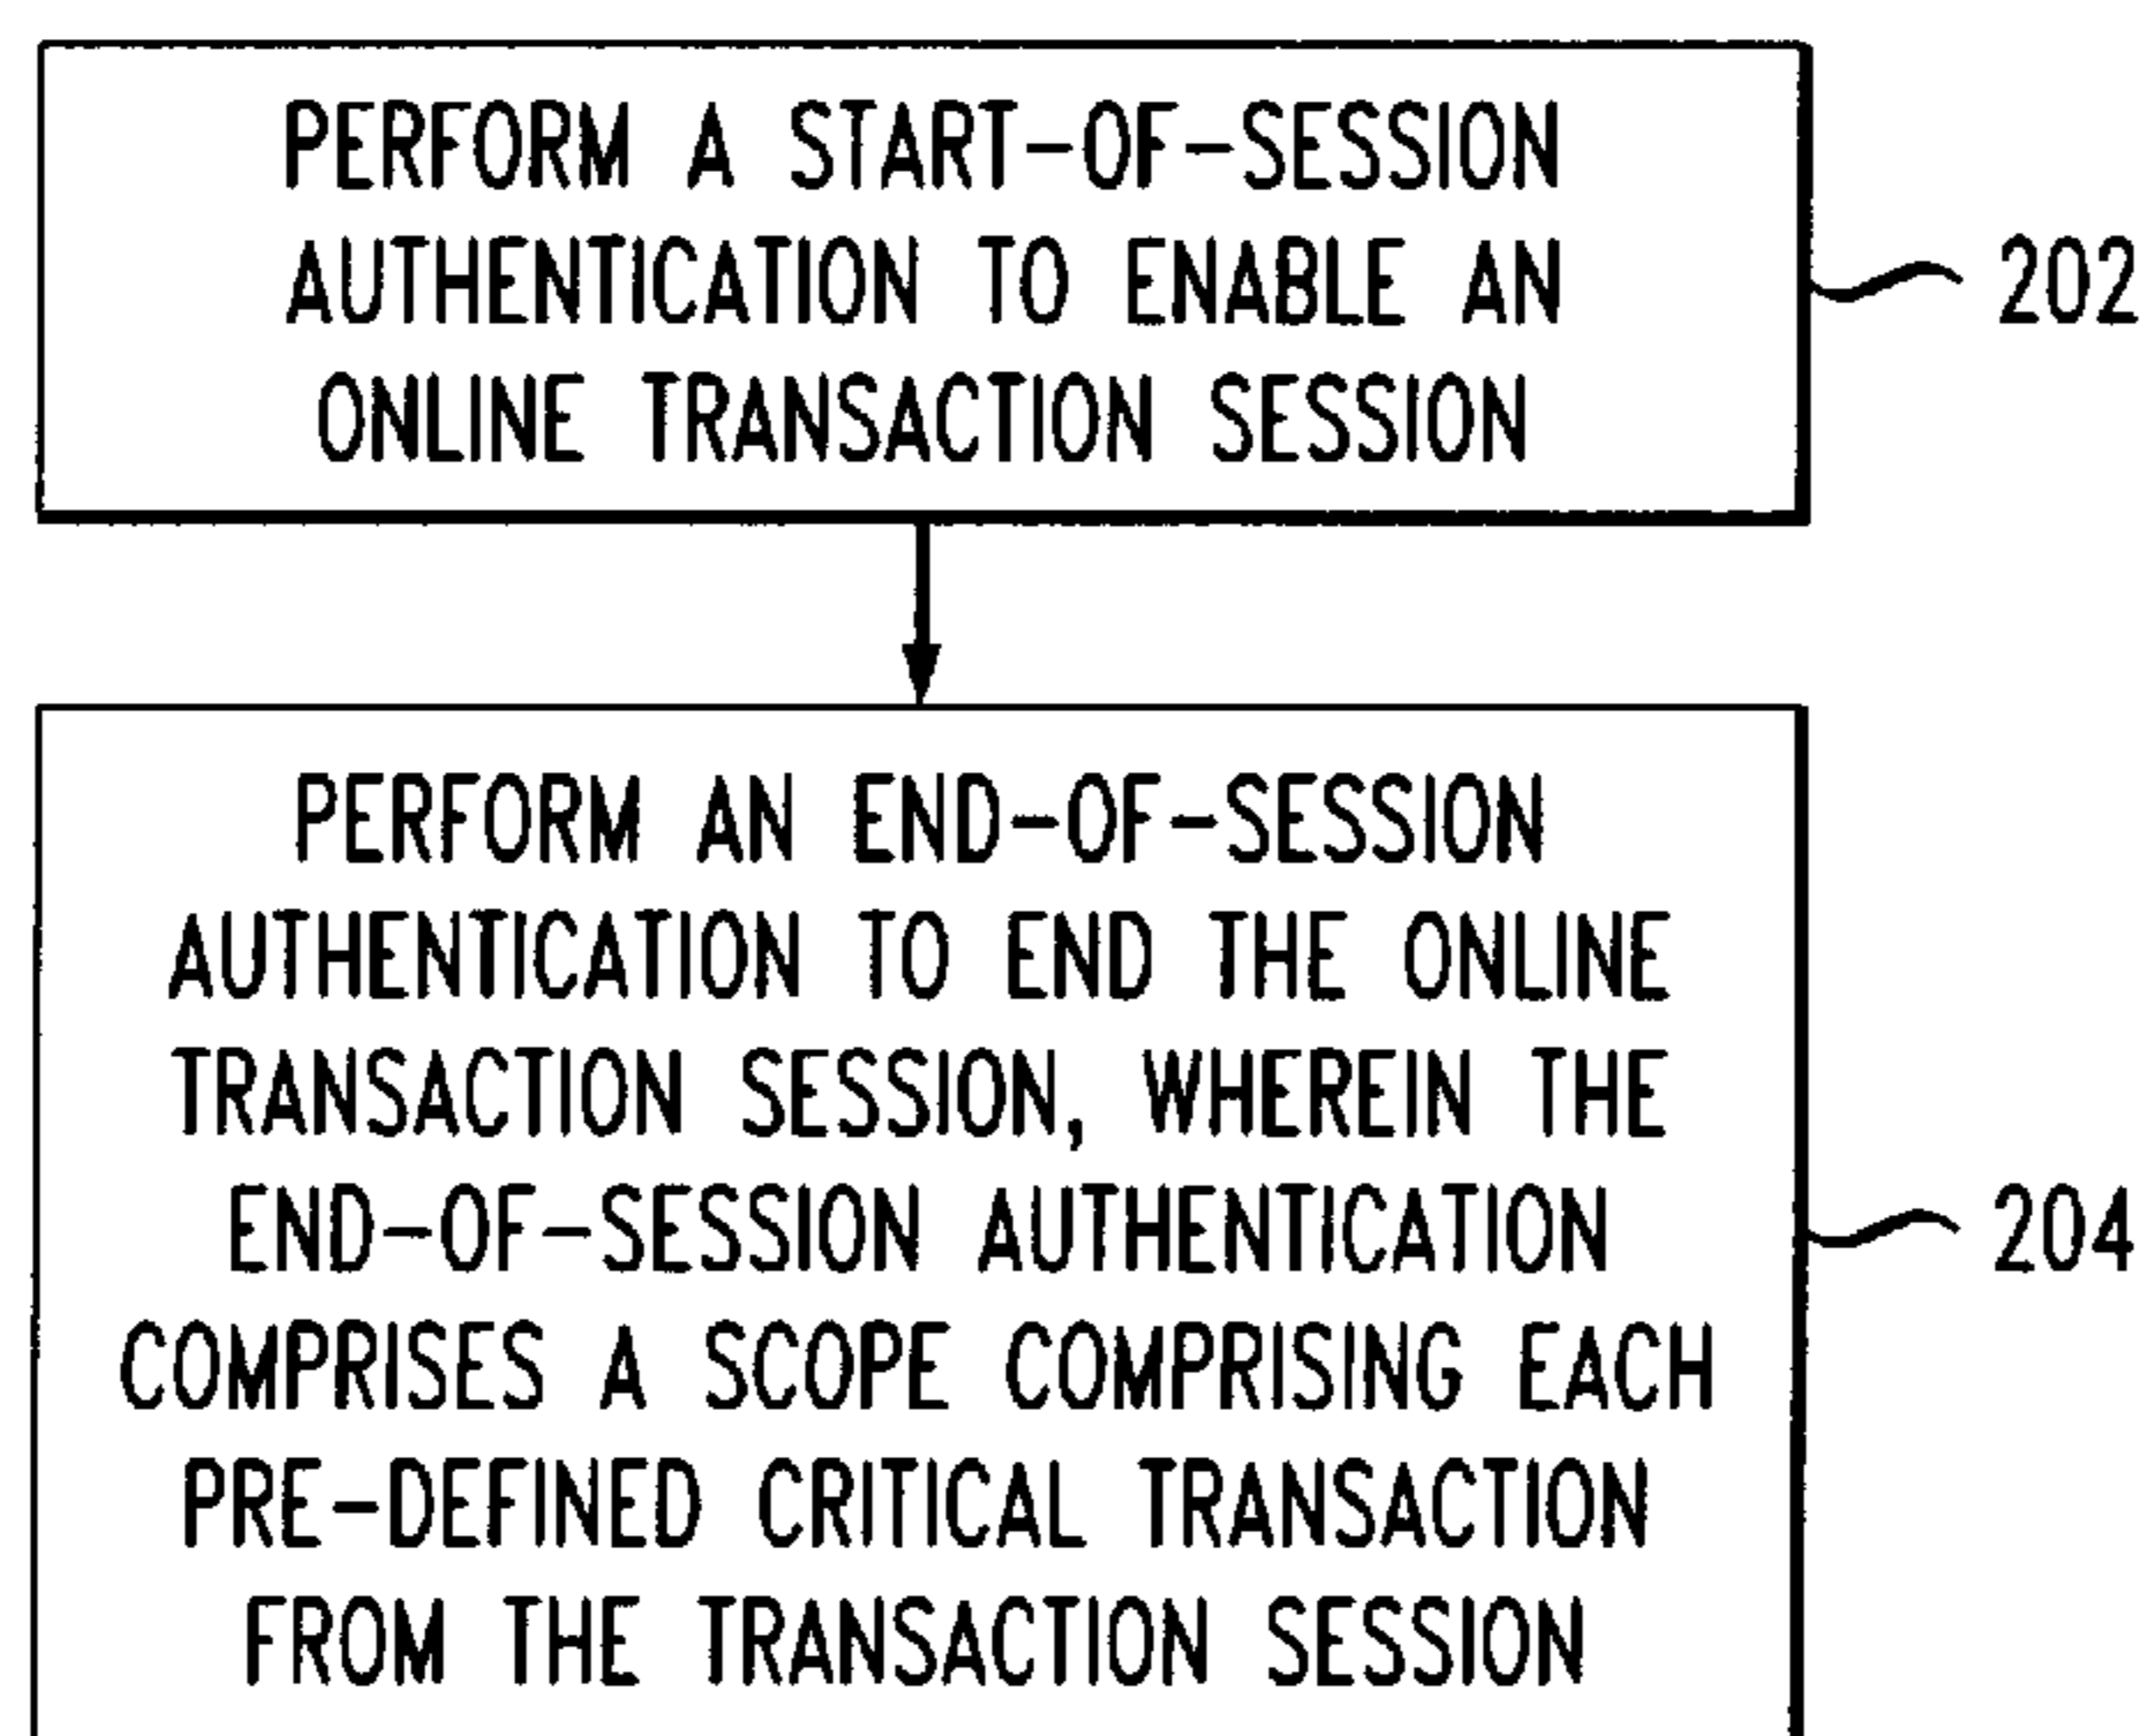 PERFORM A START-OF-SESSION
AUTHENTICATION TO ENABLE AN
ONLINE TRANSACTION SESSION
202
PERFORM AN END-OF-SESSION
AUTHENTICATION TO END THE ONLINE
TRANSACTION SESSION, WHEREIN THE
END-OF-SESSION AUTHENTICATION
COMPRISES A SCOPE COMPRISING EACH
PRE-DEFINED CRITICAL TRANSACTION
FROM THE TRANSACTION SESSION
204